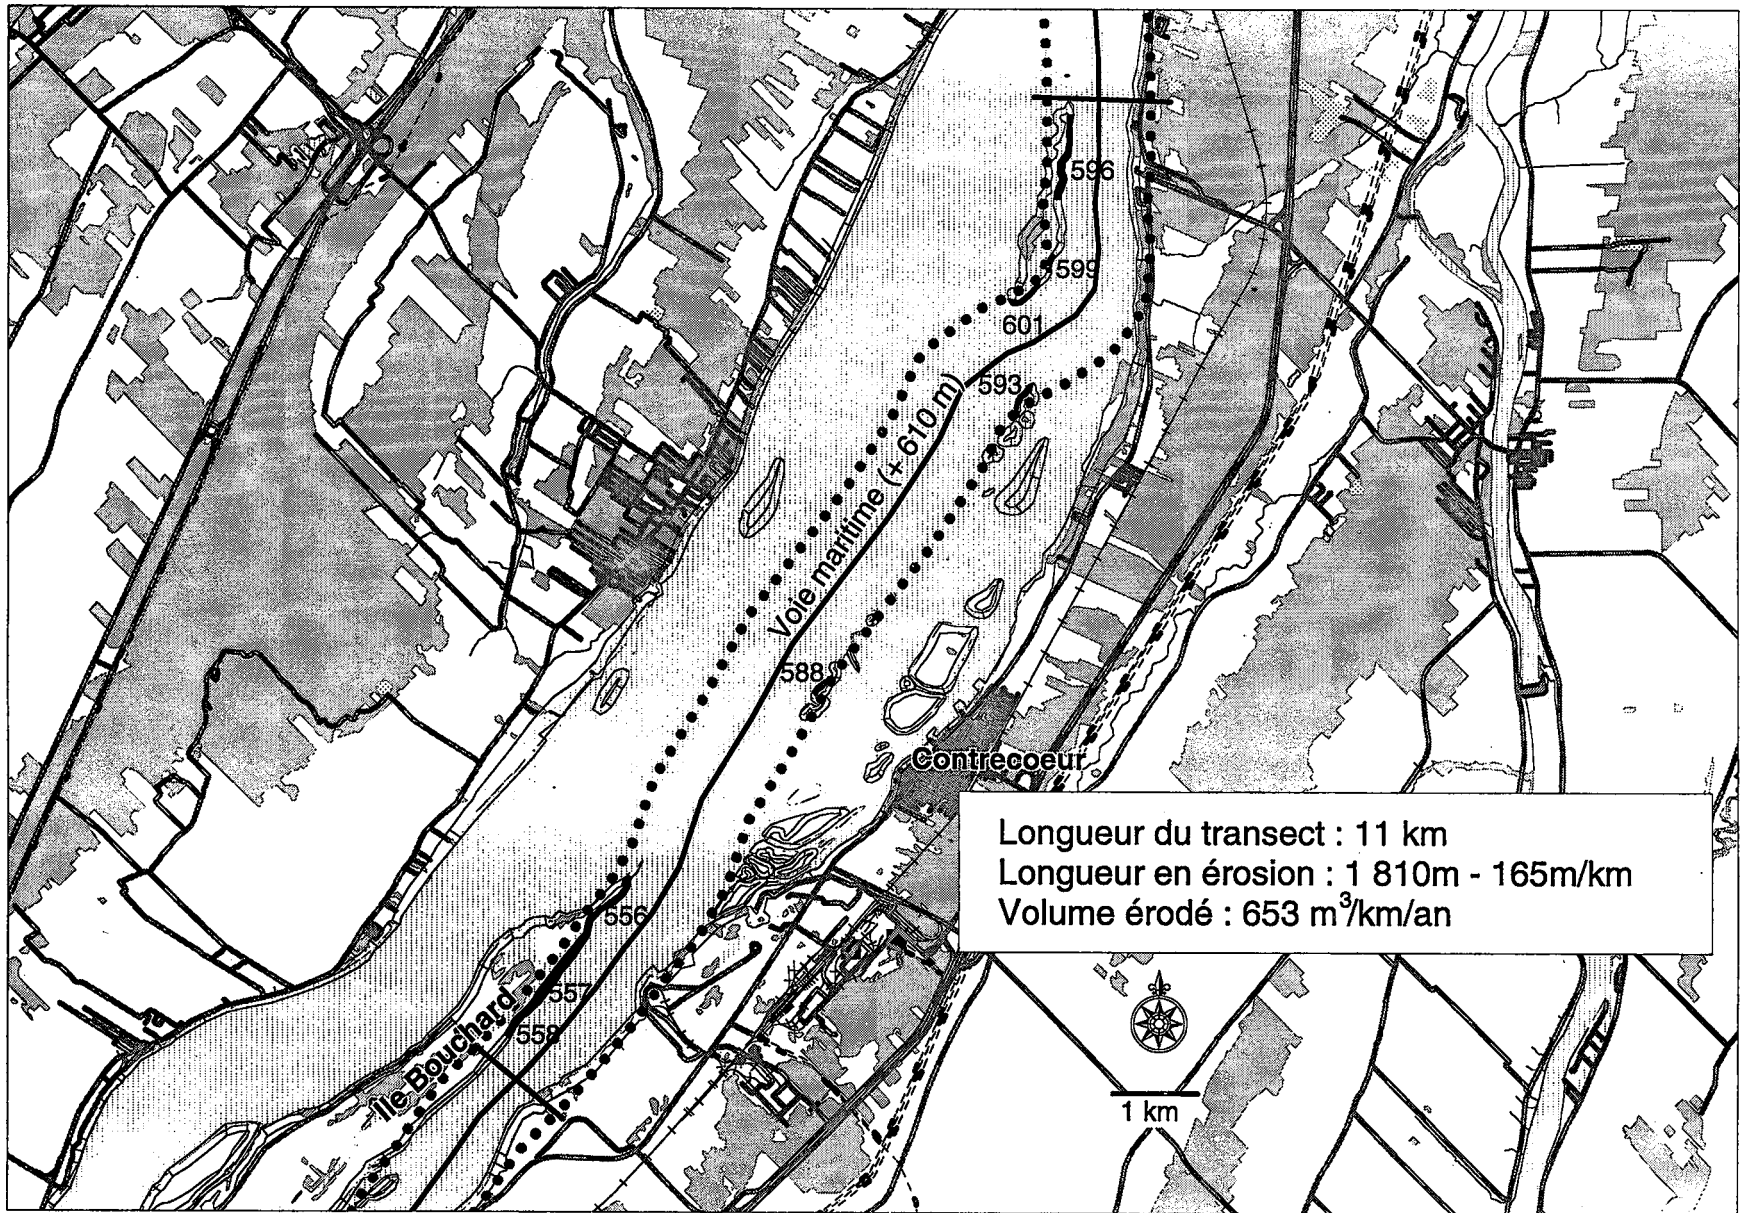 596
599
601
593
Voie maritime (+ 610 m)
588
Contrecoeur
Longueur du transect : 11 km
Longueur en érosion : 1 810m - 165m/km
Volume érodé : 653 m³/km/an
556
557
558
Île Bouchard
1 km